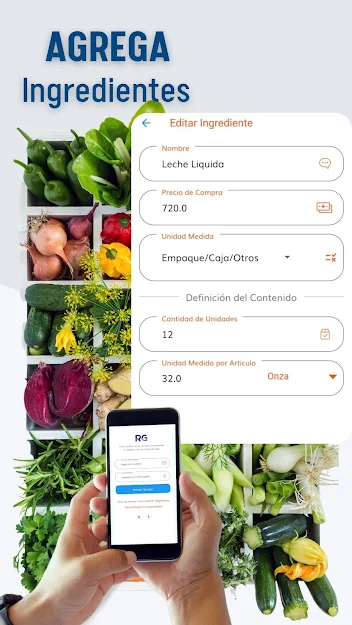 AGREGA
Ingredientes
Editar Ingrediente
Nombre
Leche Liquida
Precio de Compra
720.0
Unidad Medida
Empaque/Caja/Otros
Definición del Contenido
Cantidad de Unidades
12
Unidad Medida por Articulo
32.0 Onza
RG